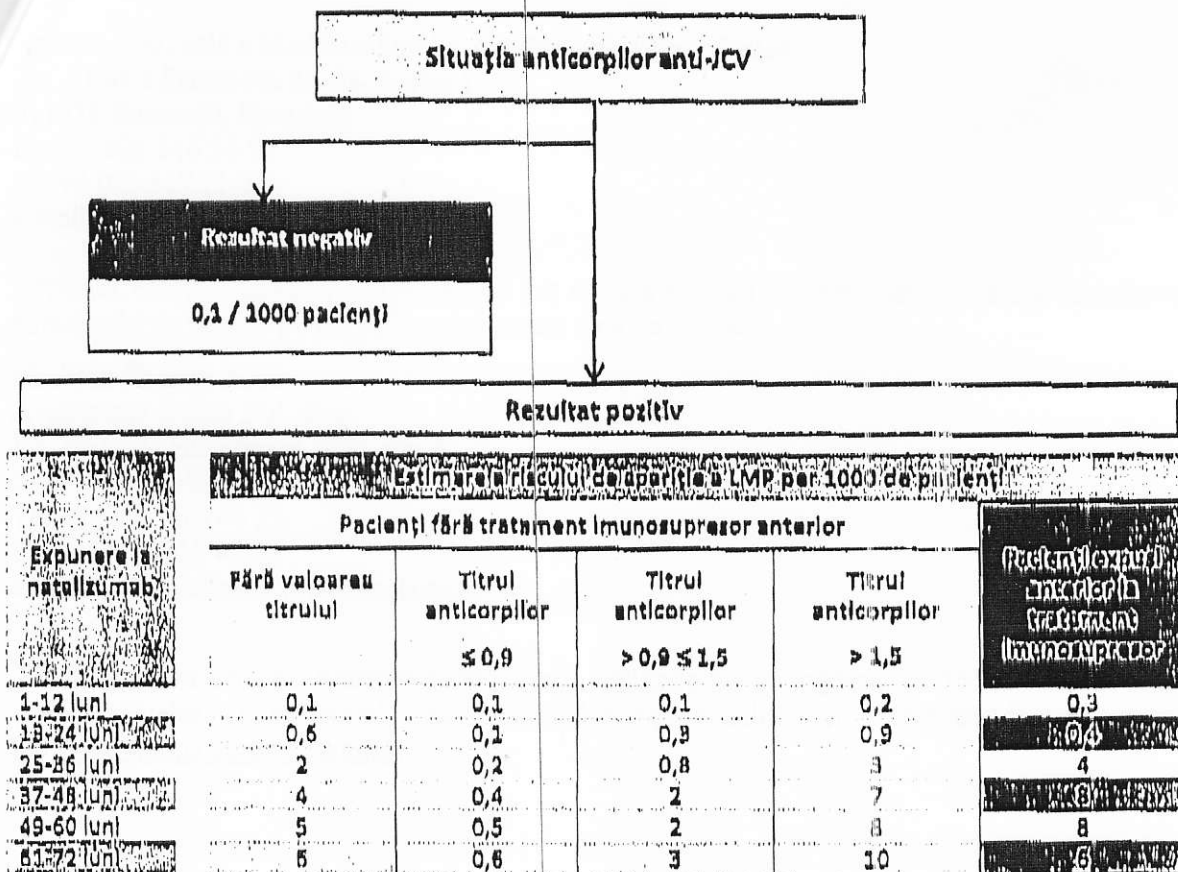 Situația anticorpilor anti-JCV
Rezultat negativ
0,1 / 1000 pacienți
Rezultat pozitiv
Estimarea riscului de apariție a LMP per 1000 de pacienți
Pacienți fără tratament imunosupresor anterior
Expunere la
natalizumab
Fără valoarea
titrului
Titrul
anticorpilor
≤ 0,9
Titrul
anticorpilor
> 0,9 ≤ 1,5
Titrul
anticorpilor
> 1,5
Pacienți expuși
anterior la
tratament
imunosupresor
1-12 luni 0,1 0,1 0,1 0,2 0,3
13-24 luni 0,6 0,1 0,3 0,9 0,4
25-36 luni 2 0,2 0,8 3 4
37-48 luni 4 0,4 2 7 8
49-60 luni 5 0,5 2 8 8
61-72 luni 0,6 3 10 6